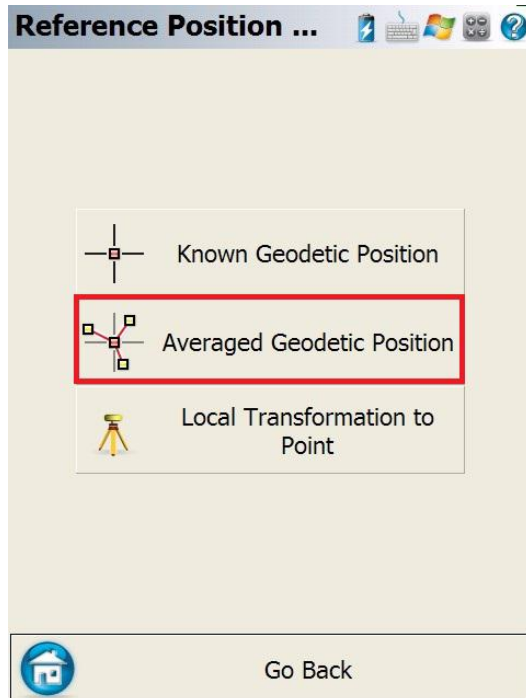 Reference Position ...
Known Geodetic Position
Averaged Geodetic Position
Local Transformation to
Point
Go Back